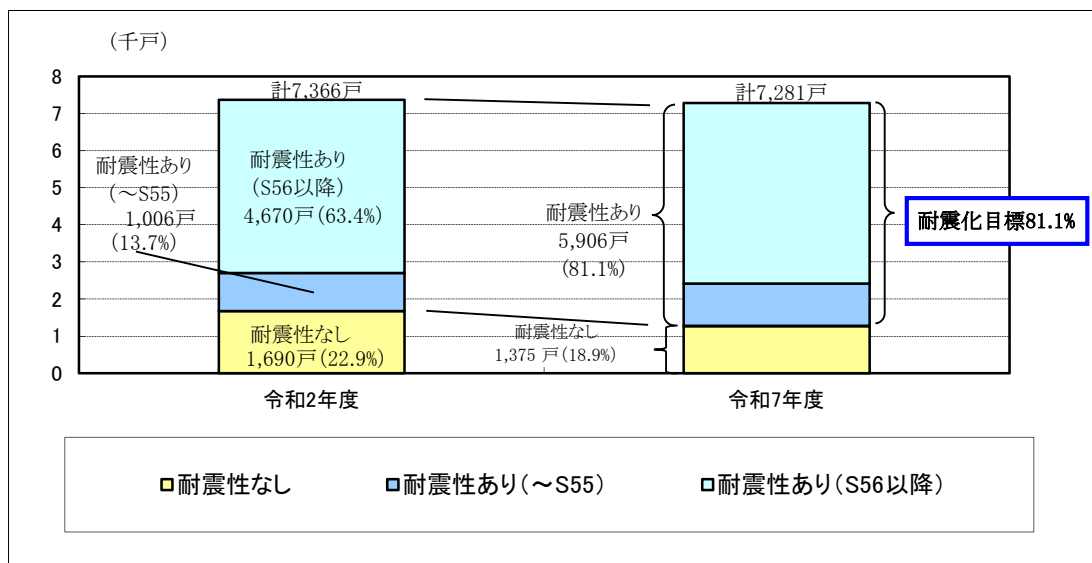 (千戸)
8
7
6
5
4
3
2
1
0
計7,366戸
計7,281戸
耐震性あり
(～S55)
1,006戸
(13.7%)
耐震性あり
(S56以降)
4,670戸(63.4%)
耐震性なし
1,690戸(22.9%)
耐震性あり
5,906戸
(81.1%)
耐震性なし
1,375 戸(18.9%)
耐震化目標81.1%
令和2年度
令和7年度
耐震性なし
耐震性あり(～S55)
耐震性あり(S56以降)